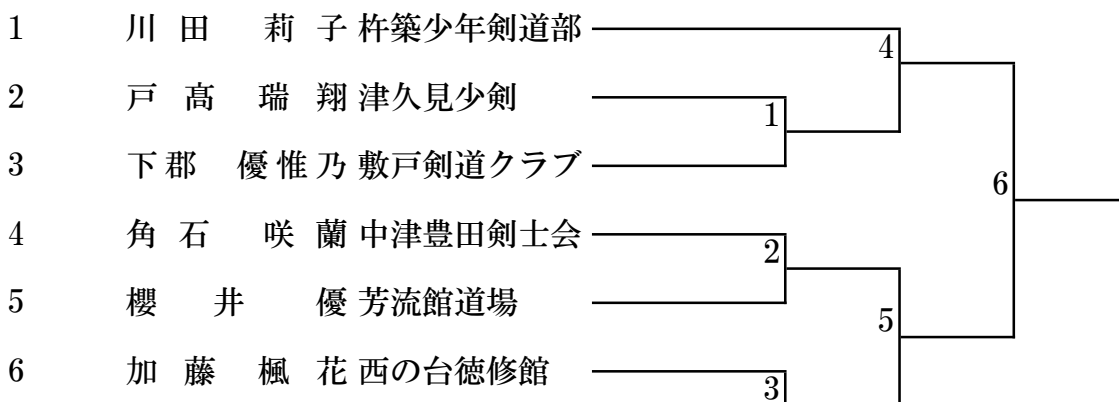 1 川田 莉子 杵築少年剣道部
4
2 戸髙 瑞翔 津久見少剣
1
3 下郡 優惟乃 敷戸剣道クラブ
6
4 角石 咲蘭 中津豊田剣士会
2
5 櫻井 優 芳流館道場
5
6 加藤 楓花 西の台徳修館
3